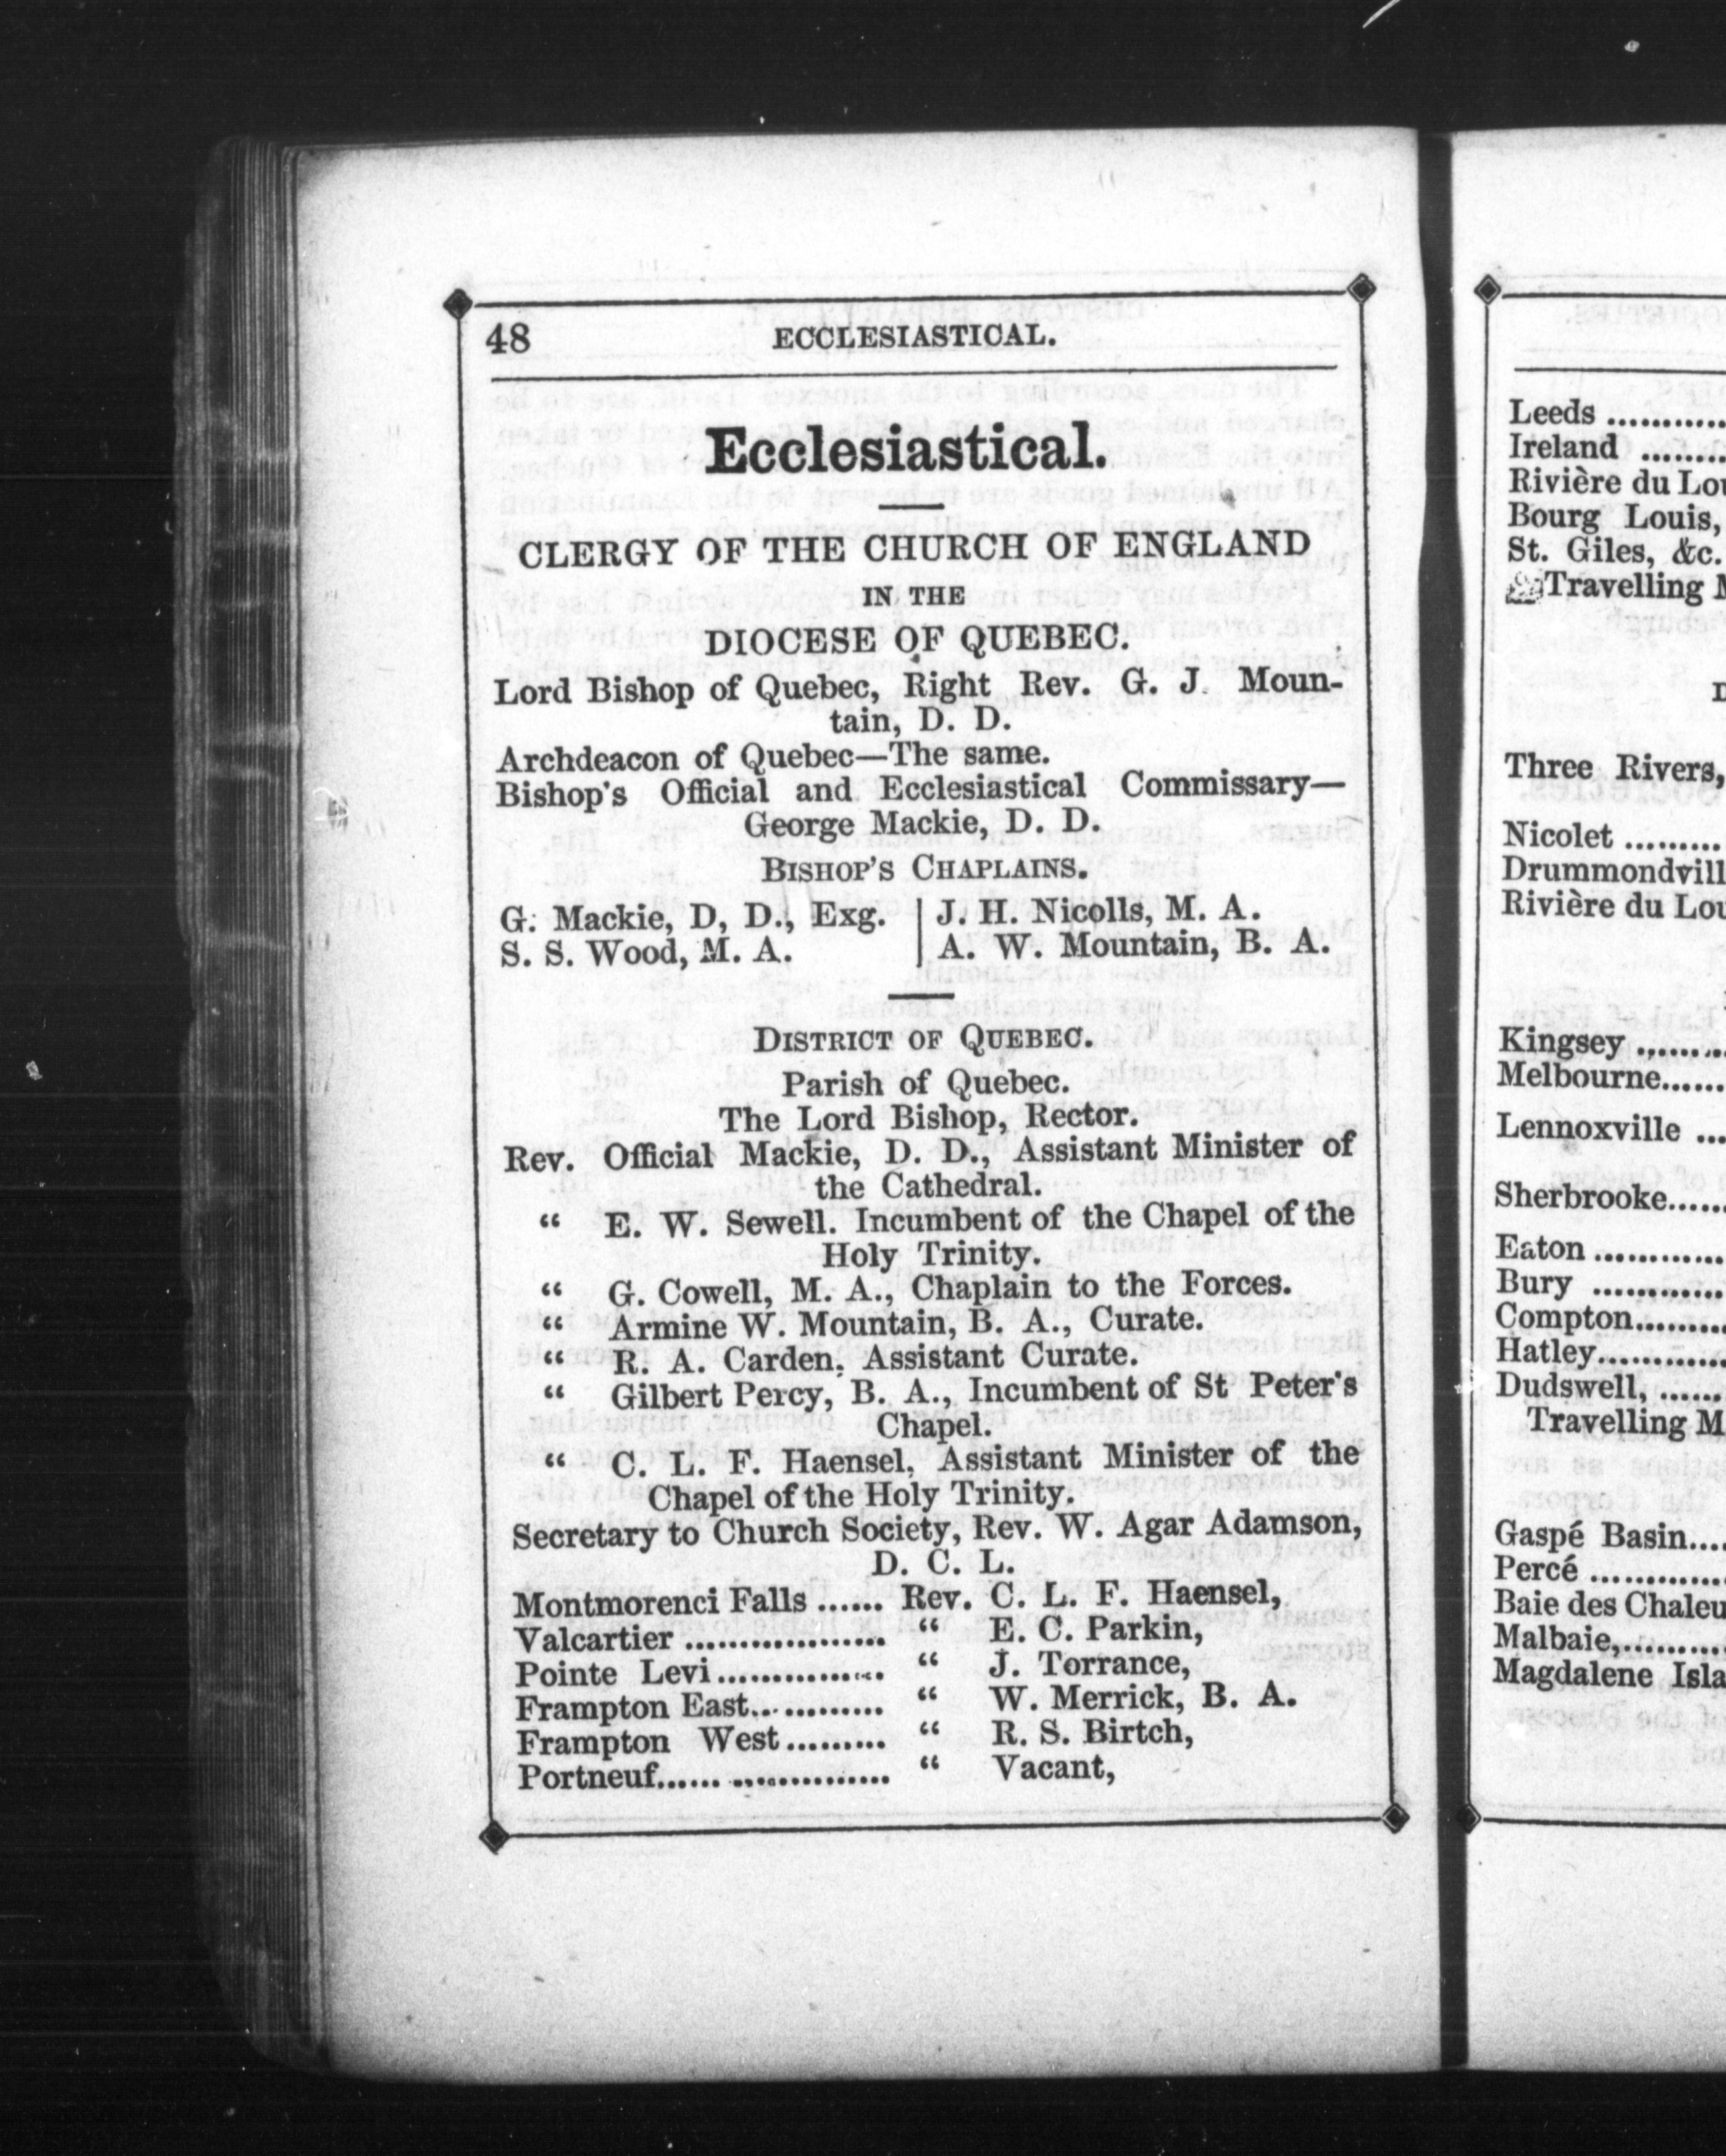 48 ECCLESIASTICAL.
Ecclesiastical.
CLERGY OF THE CHURCH OF ENGLAND
IN THE
DIOCESE OF QUEBEC.
Lord Bishop of Quebec, Right Rev. G. J. Moun-
tain, D. D.
Archdeacon of Quebec—The same.
Bishop's Official and Ecclesiastical Commissary—
George Mackie, D. D.
BISHOP'S CHAPLAINS.
G. Mackie, D, D., Exg. | J. H. Nicolls, M. A.
S. S. Wood, M. A. | A. W. Mountain, B. A.
DISTRICT OF QUEBEC.
Parish of Quebec.
The Lord Bishop, Rector.
Rev. Official Mackie, D. D., Assistant Minister of
the Cathedral.
“ E. W. Sewell. Incumbent of the Chapel of the
Holy Trinity.
“ G. Cowell, M. A., Chaplain to the Forces.
“ Armine W. Mountain, B. A., Curate.
“ R. A. Carden, Assistant Curate.
“ Gilbert Percy, B. A., Incumbent of St Peter's
Chapel.
“ C. L. F. Haensel, Assistant Minister of the
Chapel of the Holy Trinity.
Secretary to Church Society, Rev. W. Agar Adamson,
D. C. L.
Montmorenci Falls ...... Rev. C. L. F. Haensel,
Valcartier .................. “ E. C. Parkin,
Pointe Levi............... “ J. Torrance,
Frampton East............ “ W. Merrick, B. A.
Frampton West......... “ R. S. Birtch,
Portneuf..................... “ Vacant,
Leeds ...........
Ireland ........
Rivière du Lou
Bourg Louis,
St. Giles, &c.
Travelling M
Three Rivers,
Nicolet .........
Drummondvill
Rivière du Lou
Kingsey ........
Melbourne......
Lennoxville ...
Sherbrooke......
Eaton ............
Bury ............
Compton.........
Hatley............
Dudswell, ......
Travelling M
Gaspé Basin....
Percé .............
Baie des Chaleu
Malbaie,..........
Magdalene Isla